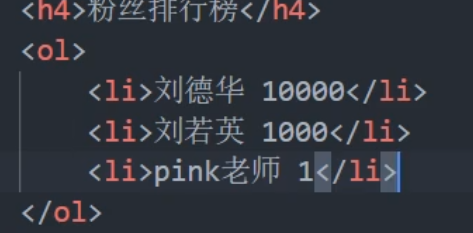 <h4>粉丝排行榜</h4>
<ol>
<li>刘德华 10000</li>
<li>刘若英 1000</li>
<li>pink老师 1</li>
</ol>